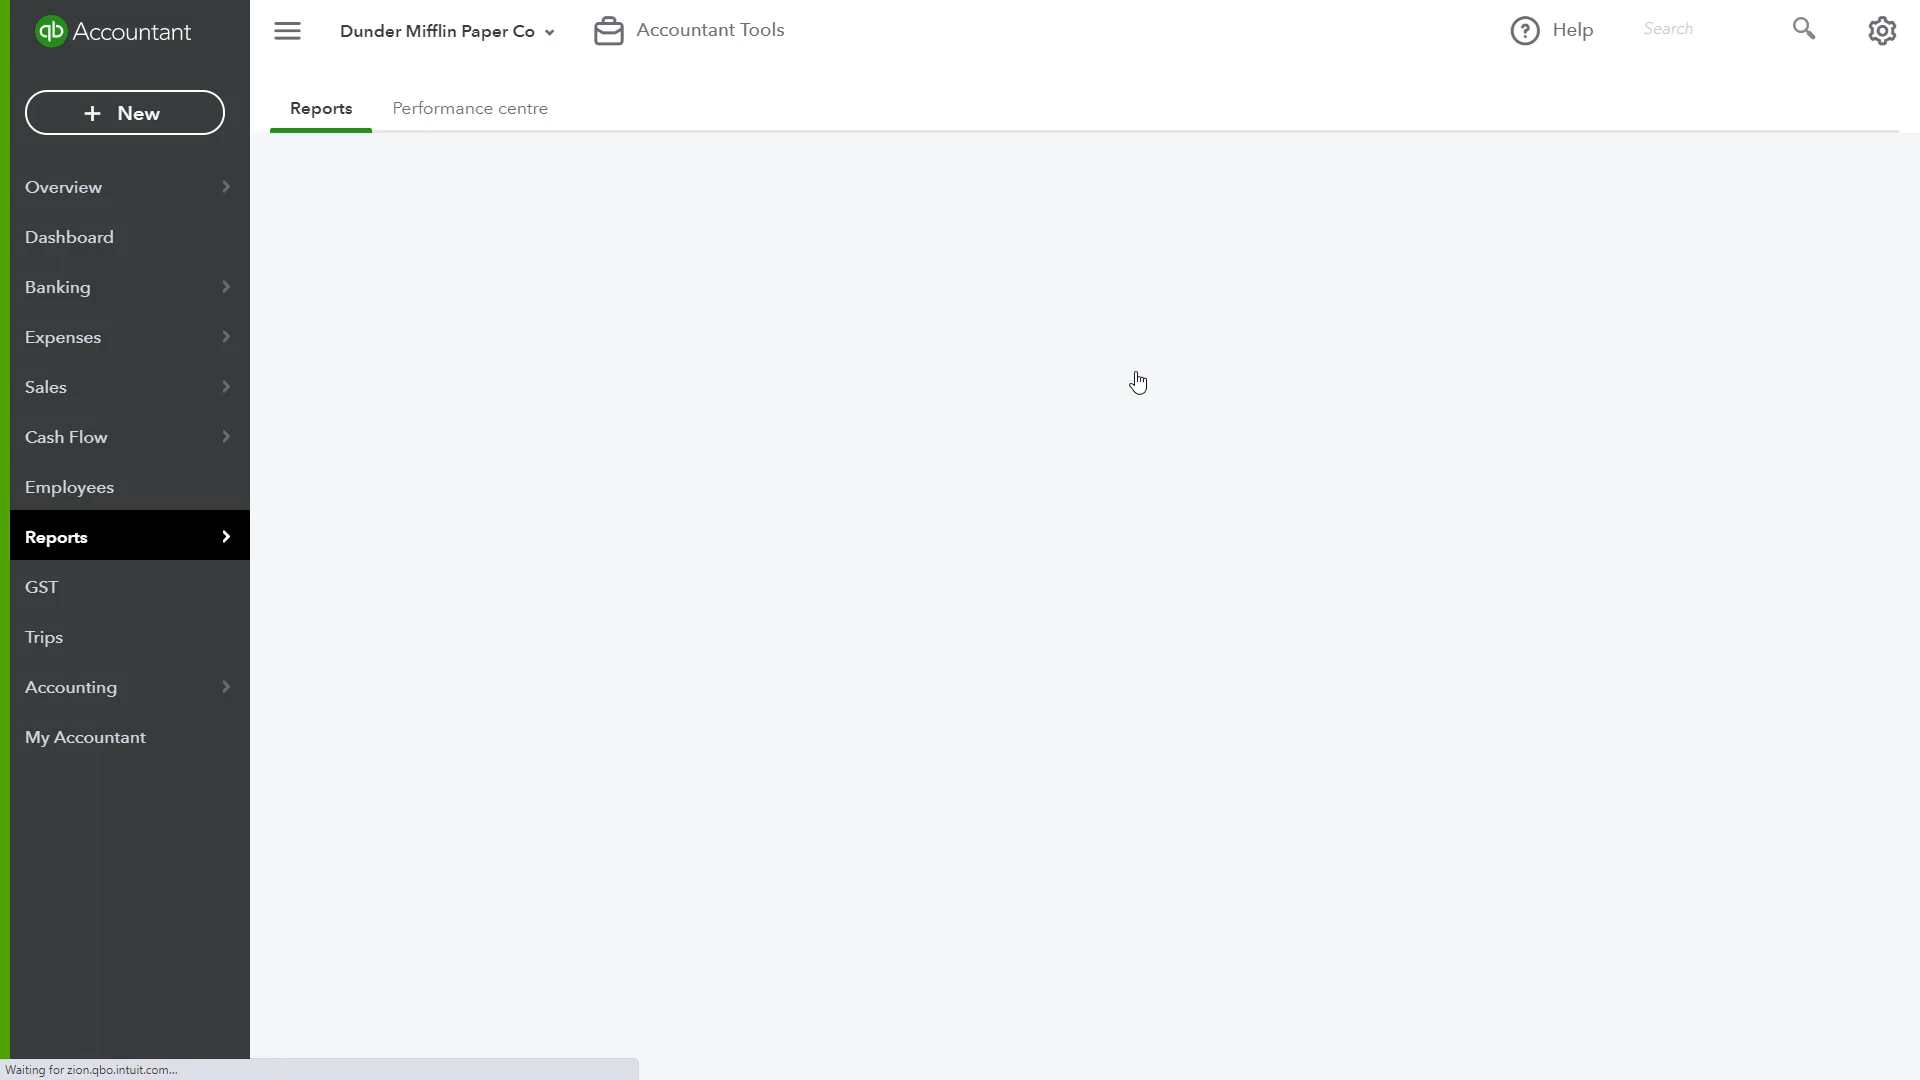 qb Accountant
Dunder Mifflin Paper Co
Accountant Tools
? Help
Search
+ New
Reports
Performance centre
Overview
Dashboard
Banking
Expenses
Sales
Cash Flow
Employees
Reports
GST
Trips
Accounting
My Accountant
Waiting for zion.qbo.intuit.com...